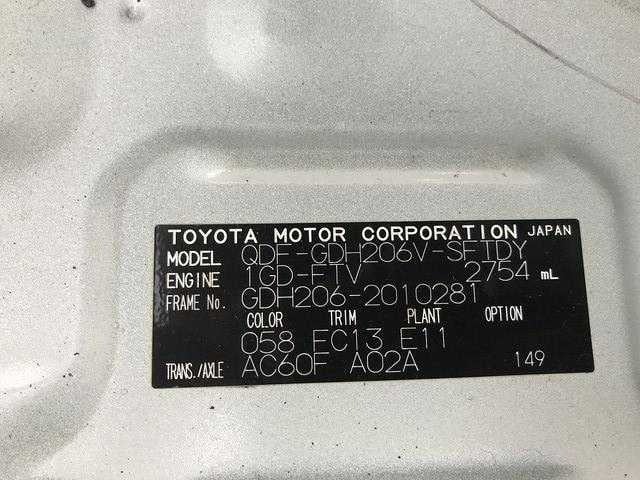 TOYOTA MOTOR CORPORATION JAPAN
MODEL QDF-GDH206V-SFTDY
ENGINE 1GD-FTV 2754 mL
FRAME No. GDH206-2010281
COLOR TRIM PLANT OPTION
058 FC13 E11
TRANS./AXLE AC60F A02A 149